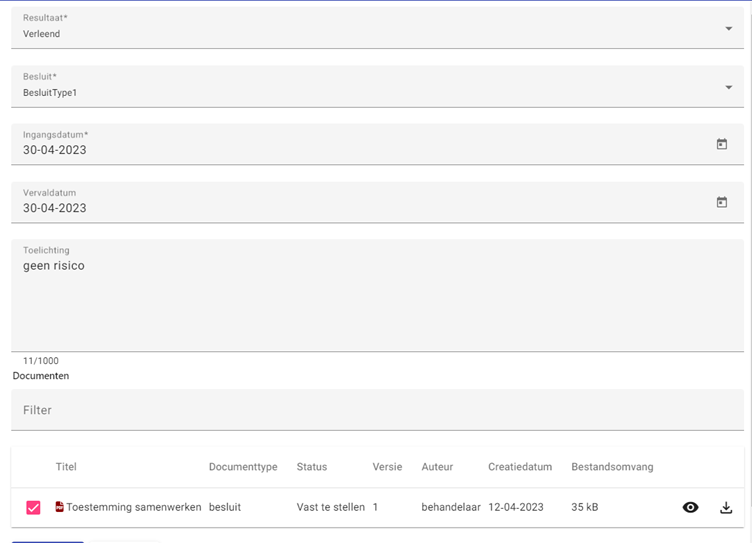 Resultaat*
Verleend
Besluit*
BesluitType1
Ingangsdatum*
30-04-2023
Vervaldatum
30-04-2023
Toelichting
geen risico
11/1000
Documenten
Filter
Titel Documenttype Status Versie Auteur Creatiedatum Bestandsomvang
PDF Toestemming samenwerken besluit Vast te stellen 1 behandelaar 12-04-2023 35 kB